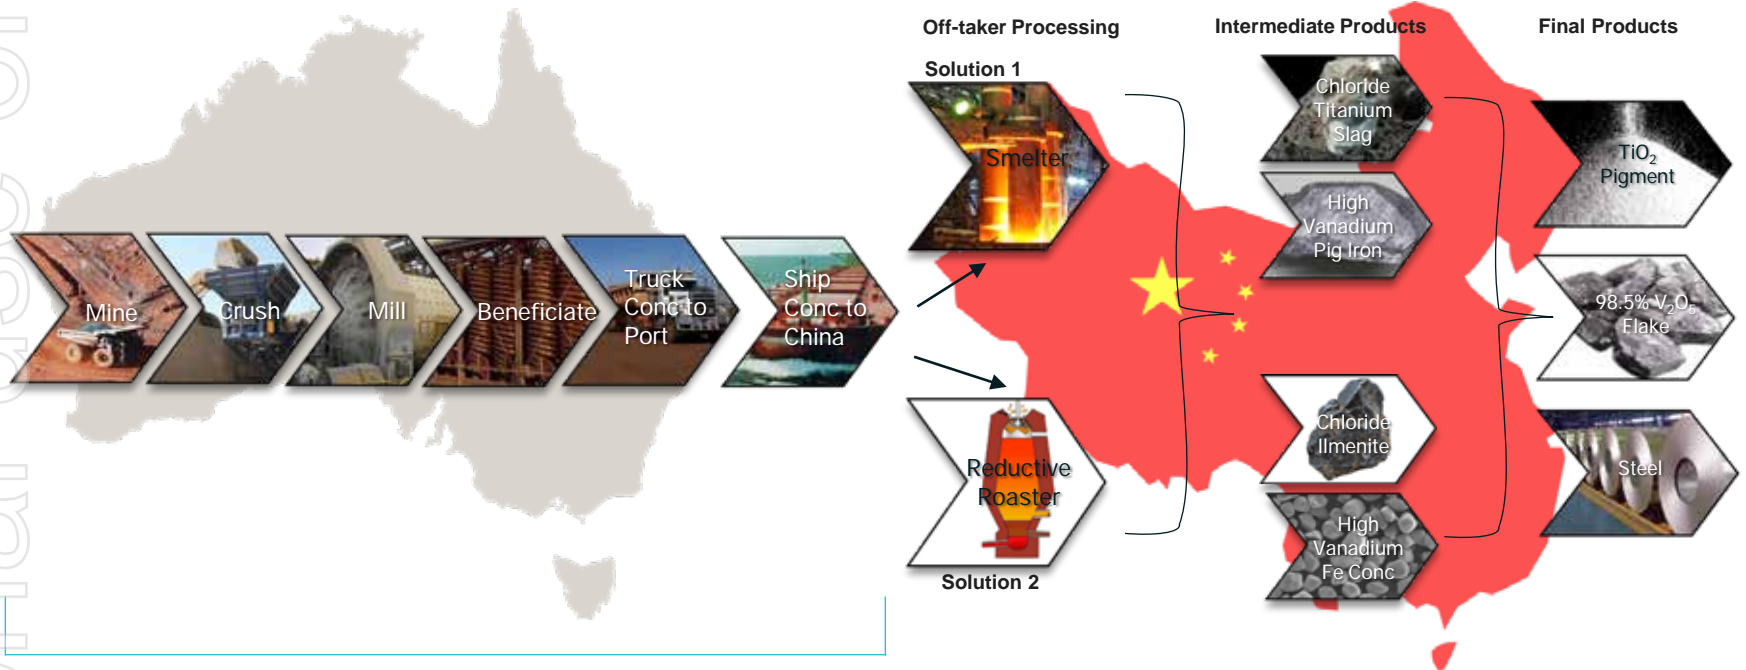 Off-taker Processing
Intermediate Products
Final Products
Solution 1
Smelter
Chloride
Titanium
Slag
High
Vanadium
Pig Iron
TiO₂
Pigment
Mine
Crush
Mill
Beneficiate
Truck
Conc to
Port
Ship
Conc to
China
98.5% V₂O₅
Flake
Reductive
Roaster
Solution 2
Chloride
Ilmenite
High
Vanadium
Fe Conc
Steel